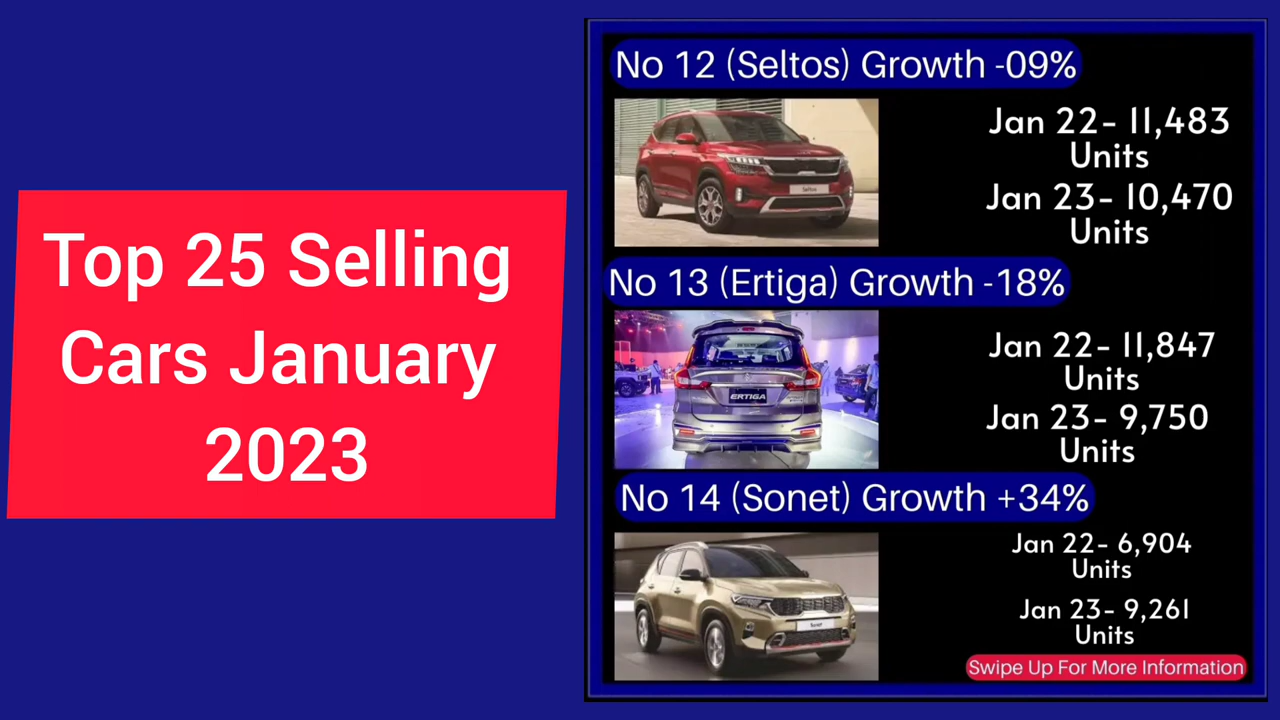 Top 25 Selling
Cars January
2023
No 12 (Seltos) Growth -09%
Jan 22- 11,483
Units
Jan 23- 10,470
Units
Seltos
No 13 (Ertiga) Growth -18%
Jan 22- 11,847
Units
Jan 23- 9,750
Units
ERTIGA
No 14 (Sonet) Growth +34%
Jan 22- 6,904
Units
Jan 23- 9,261
Units
Swipe Up For More Information